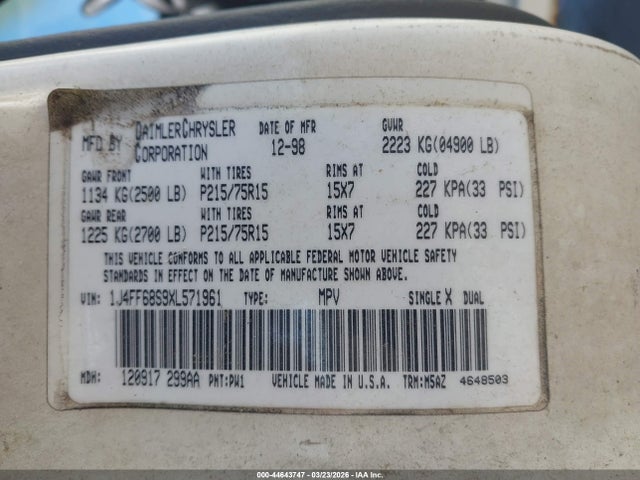 MFD BY DAIMLERCHRYSLER CORPORATION DATE OF MFR 12-98 GVWR 2223 KG(04900 LB)
GAWR FRONT WITH TIRES RIMS AT COLD
1134 KG(2500 LB) P215/75R15 15X7 227 KPA(33 PSI)
GAWR REAR WITH TIRES RIMS AT COLD
1225 KG(2700 LB) P215/75R15 15X7 227 KPA(33 PSI)
THIS VEHICLE CONFORMS TO ALL APPLICABLE FEDERAL MOTOR VEHICLE SAFETY
STANDARDS IN EFFECT ON THE DATE OF MANUFACTURE SHOWN ABOVE.
VIN: 1J4FF68S9XL571961 TYPE: MPV SINGLE X DUAL
MDH: 120917 299AA PNT:PW1 VEHICLE MADE IN U.S.A. TRM:MSAZ 4648503
000-44643747 - 03/23/2026 - IAA Inc.